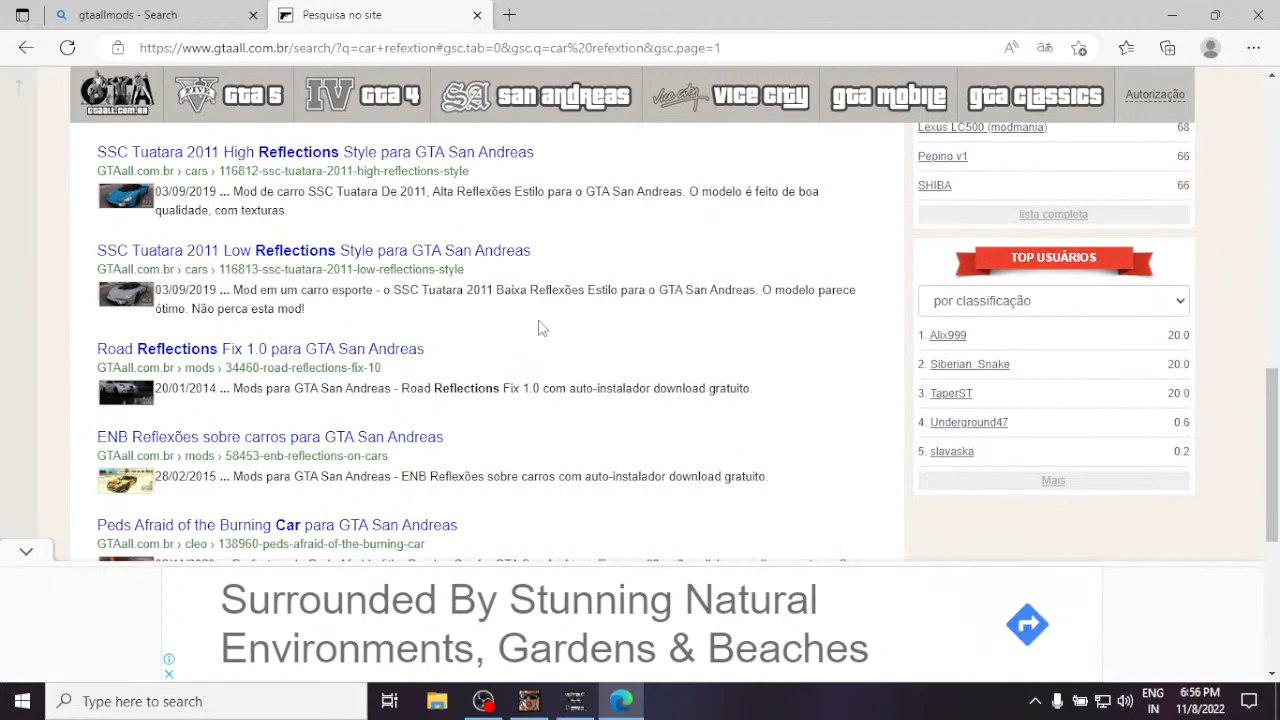 gtaallmods - Search
Pesquisa no site
https://www.gtaall.com.br/search/?q=car+refextion#gsc.tab=0&gsc.q=car%20refextion&gsc.page=1
GTA
GTAALL.COM.BR
V FIVE gta 5
IV gta 4
SA san andreas
vice city vice city
gta mobile
gta classics
Autorização
SSC Tuatara 2011 High Reflections Style para GTA San Andreas
GTAall.com.br › cars › 116812-ssc-tuatara-2011-high-reflections-style
03/09/2019 ... Mod de carro SSC Tuatara De 2011, Alta Reflexões Estilo para o GTA San Andreas. O modelo é feito de boa
qualidade, com texturas.
SSC Tuatara 2011 Low Reflections Style para GTA San Andreas
GTAall.com.br › cars › 116813-ssc-tuatara-2011-low-reflections-style
03/09/2019 ... Mod em um carro esporte - o SSC Tuatara 2011 Baixa Reflexões Estilo para o GTA San Andreas. O modelo parece
ótimo. Não perca esta mod!
Road Reflections Fix 1.0 para GTA San Andreas
GTAall.com.br › mods › 34460-road-reflections-fix-10
20/01/2014 ... Mods para GTA San Andreas - Road Reflections Fix 1.0 com auto-instalador download gratuito.
ENB Reflexões sobre carros para GTA San Andreas
GTAall.com.br › mods › 58453-enb-reflections-on-cars
28/02/2015 ... Mods para GTA San Andreas - ENB Reflexões sobre carros com auto-instalador download gratuito.
Peds Afraid of the Burning Car para GTA San Andreas
GTAall.com.br › cleo › 138960-peds-afraid-of-the-burning-car
Lexus LC500 (modmania) 68
Pepino v1 66
SHIBA 66
lista completa
TOP USUÁRIOS
por classificação
1. Alix999 20.0
2. Siberian_Snake 20.0
3. TaperST 20.0
4. Underground47 0.6
5. slavaska 0.2
Mais
Surrounded By Stunning Natural
Environments, Gardens & Beaches
Type here to search
ENG
IN
6:56 PM
11/8/2022